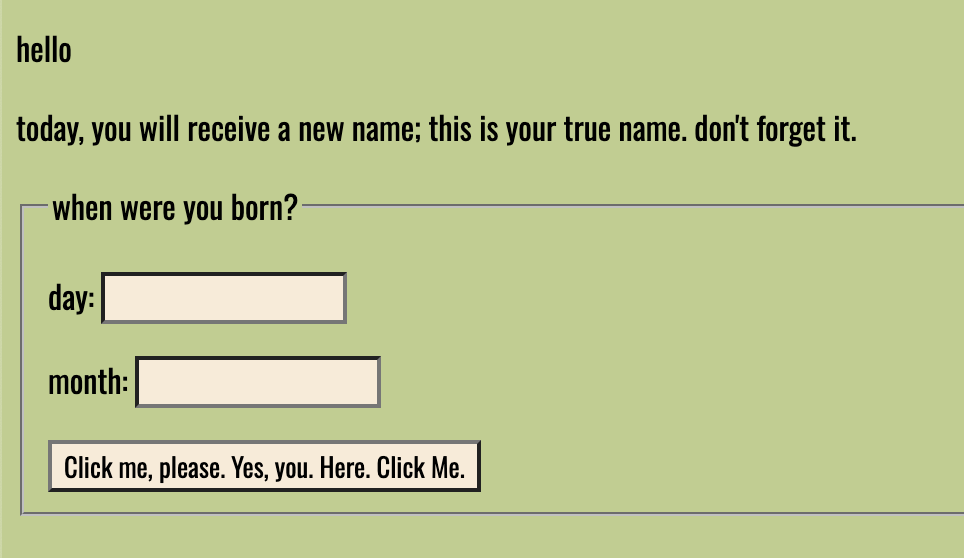 hello
today, you will receive a new name; this is your true name. don't forget it.
when were you born?
day:
month:
Click me, please. Yes, you. Here. Click Me.